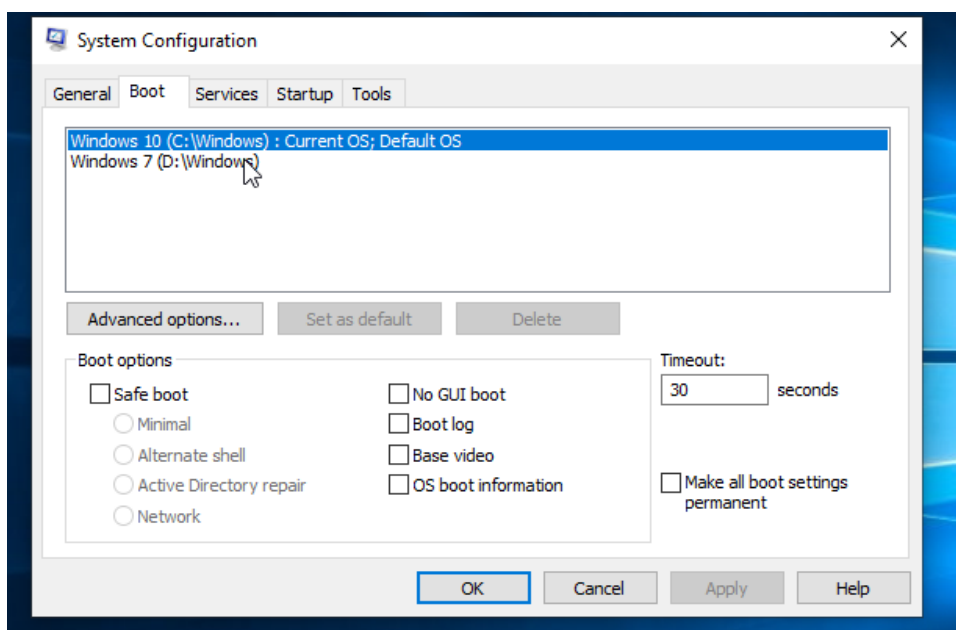 System Configuration
General Boot Services Startup Tools
Windows 10 (C:\Windows) : Current OS; Default OS
Windows 7 (D:\Windows)
Advanced options... Set as default Delete
Boot options
Timeout:
Safe boot No GUI boot 30 seconds
Minimal Boot log
Alternate shell Base video
Active Directory repair OS boot information Make all boot settings
permanent
Network
OK Cancel Apply Help